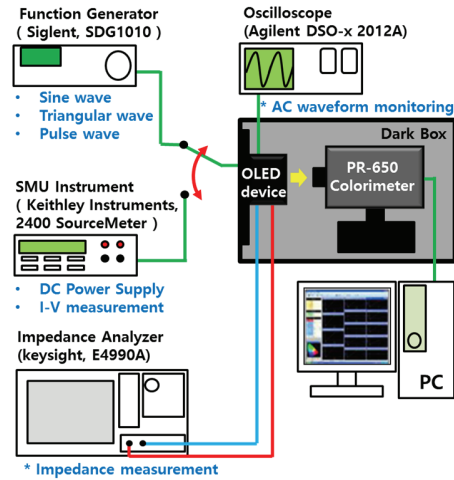 Function Generator
( Siglent, SDG1010 )
• Sine wave
• Triangular wave
• Pulse wave
Oscilloscope
(Agilent DSO-x 2012A)
* AC waveform monitoring
Dark Box
OLED
device
PR-650
Colorimeter
SMU Instrument
( Keithley Instruments,
2400 SourceMeter )
• DC Power Supply
• I-V measurement
PC
Impedance Analyzer
(keysight, E4990A)
* Impedance measurement